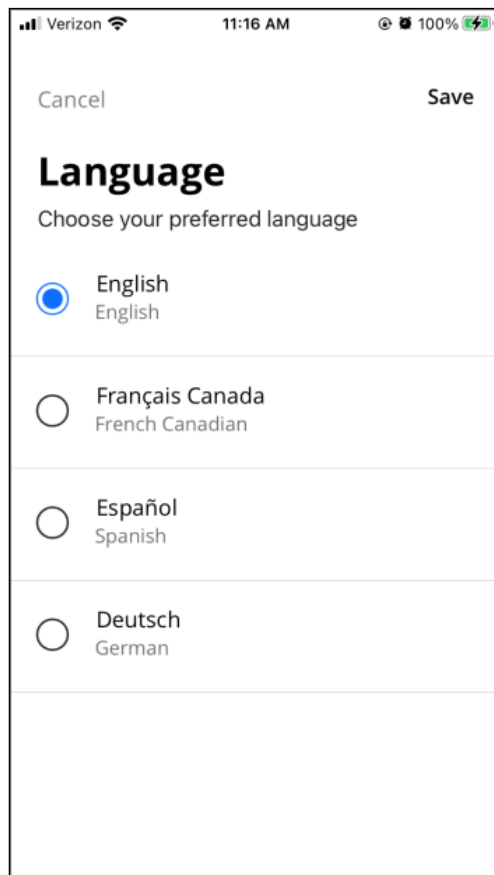 Verizon 11:16 AM 100%
Cancel Save
Language
Choose your preferred language
English
English
Français Canada
French Canadian
Español
Spanish
Deutsch
German